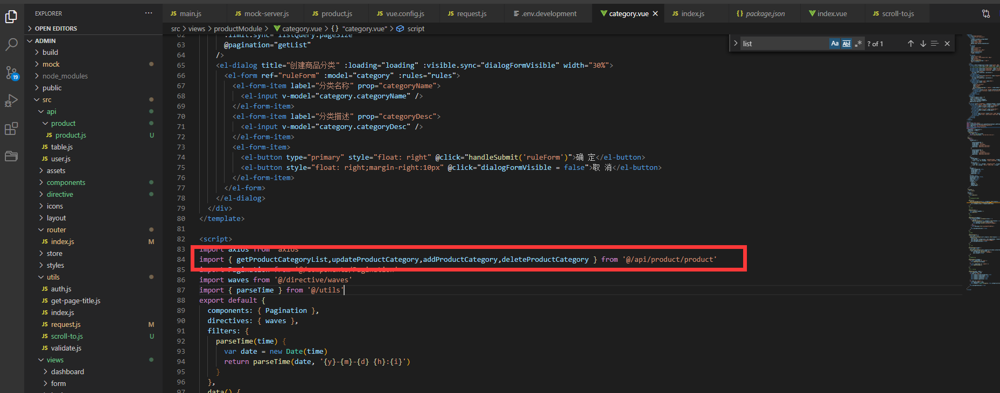 EXPLORER
OPEN EDITORS
ADMIN
build
mock
node_modules
public
src
api
product
product.js U
table.js
user.js
assets
components
directive
icons
layout
router
index.js M
store
styles
utils
auth.js
get-page-title.js
index.js
request.js M
scroll-to.js U
validate.js
views
dashboard
form
19
main.js
mock-server.js
product.js
vue.config.js
request.js
.env.development
category.vue
index.js
package.json
index.vue
scroll-to.js
src > views > productModule > category.vue > {} "category.vue" > script
list Aa Abl .* ? of 1
62 :limit.sync="listQuery.pageSize"
63 @pagination="getList"
64 />
65 <el-dialog title="创建商品分类" :loading="loading" :visible.sync="dialogFormVisible" width="30%">
66 <el-form ref="ruleForm" :model="category" :rules="rules">
67 <el-form-item label="分类名称" prop="categoryName">
68 <el-input v-model="category.categoryName" />
69 </el-form-item>
70 <el-form-item label="分类描述" prop="categoryDesc">
71 <el-input v-model="category.categoryDesc" />
72 </el-form-item>
73 <el-form-item>
74 <el-button type="primary" style="float: right" @click="handleSubmit('ruleForm')">确 定</el-button>
75 <el-button style="float: right;margin-right:10px" @click="dialogFormVisible = false">取 消</el-button>
76 </el-form-item>
77 </el-form>
78 </el-dialog>
79 </div>
80 </template>
81
82 <script>
83 import axios from 'axios'
84 import { getProductCategoryList,updateProductCategory,addProductCategory,deleteProductCategory } from '@/api/product/product'
85 import Pagination from '@/components/Pagination'
86 import waves from '@/directive/waves'
87 import { parseTime } from '@/utils'
88 export default {
89 components: { Pagination },
90 directives: { waves },
91 filters: {
92 parseTime(time) {
93 var date = new Date(time)
94 return parseTime(date, '{y}-{m}-{d} {h}:{i}')
95 }
96 },
97 data() {